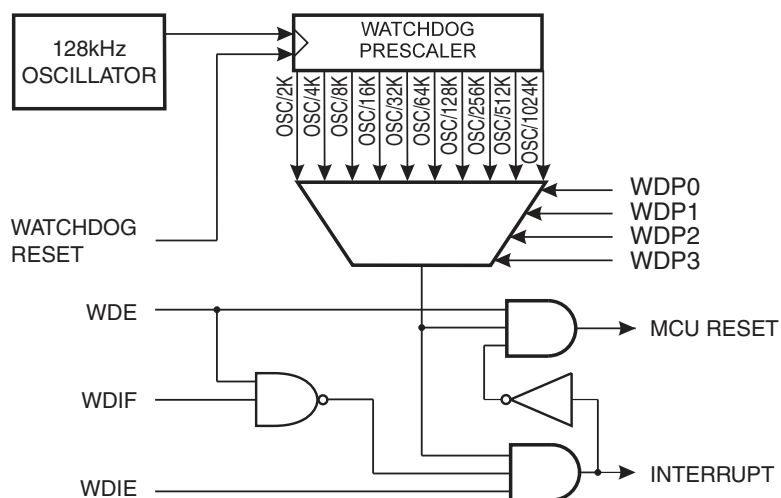 128kHz
OSCILLATOR
WATCHDOG
PRESCALER
OSC/2K
OSC/4K
OSC/8K
OSC/16K
OSC/32K
OSC/64K
OSC/128K
OSC/256K
OSC/512K
OSC/1024K
WDP0
WDP1
WDP2
WDP3
WATCHDOG
RESET
WDE
MCU RESET
WDIF
INTERRUPT
WDIE